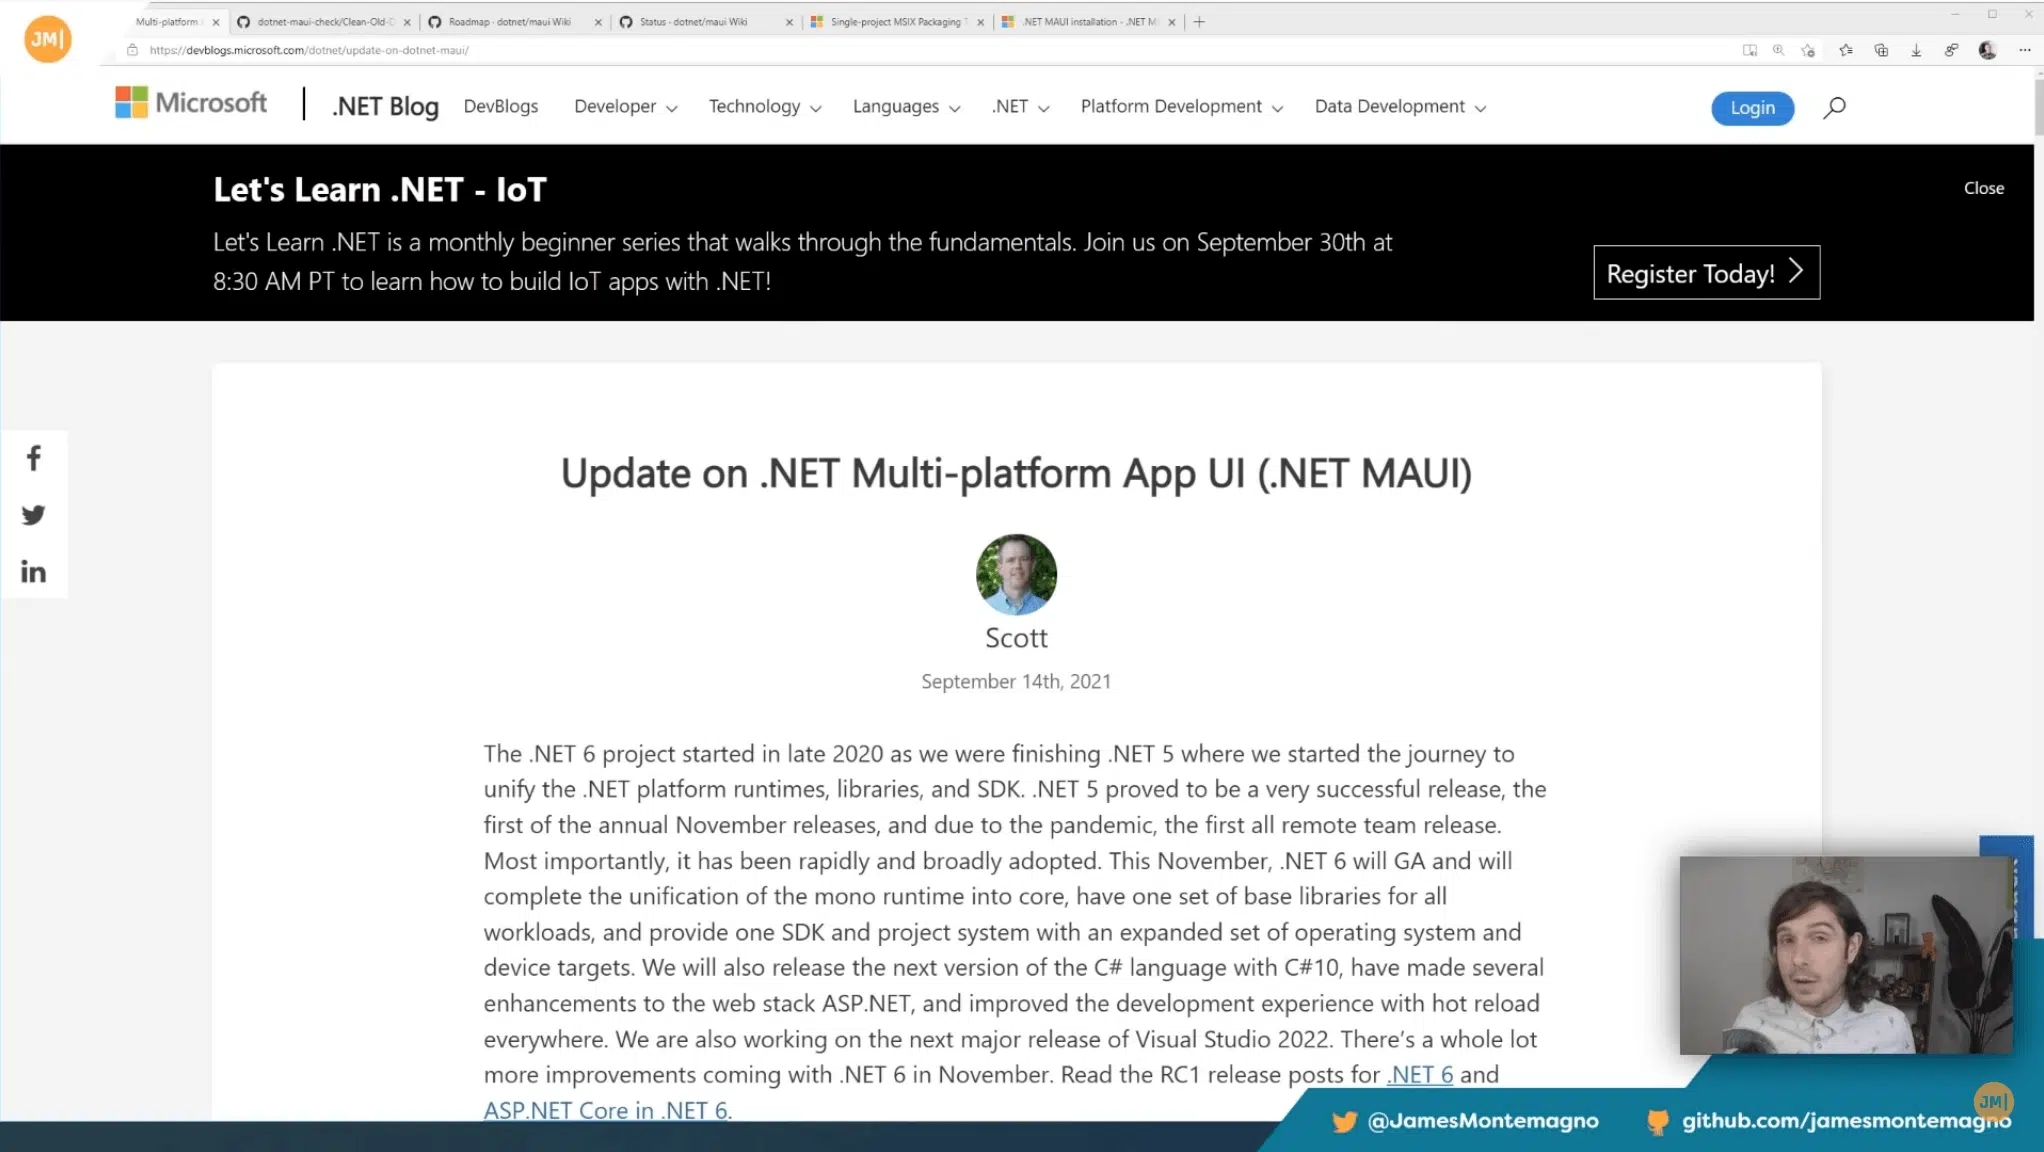 JM|
Multi-platform
dotnet-maui-check/Clean-Old-
Roadmap · dotnet/maui Wiki
Status · dotnet/maui Wiki
Single-project MSIX Packaging
.NET MAUI installation - .NET M
https://devblogs.microsoft.com/dotnet/update-on-dotnet-maui/
Microsoft
.NET Blog
DevBlogs
Developer
Technology
Languages
.NET
Platform Development
Data Development
Login
Let's Learn .NET - IoT
Close
Let's Learn .NET is a monthly beginner series that walks through the fundamentals. Join us on September 30th at
8:30 AM PT to learn how to build IoT apps with .NET!
Register Today!
Update on .NET Multi-platform App UI (.NET MAUI)
Scott
September 14th, 2021
The .NET 6 project started in late 2020 as we were finishing .NET 5 where we started the journey to
unify the .NET platform runtimes, libraries, and SDK. .NET 5 proved to be a very successful release, the
first of the annual November releases, and due to the pandemic, the first all remote team release.
Most importantly, it has been rapidly and broadly adopted. This November, .NET 6 will GA and will
complete the unification of the mono runtime into core, have one set of base libraries for all
workloads, and provide one SDK and project system with an expanded set of operating system and
device targets. We will also release the next version of the C# language with C#10, have made several
enhancements to the web stack ASP.NET, and improved the development experience with hot reload
everywhere. We are also working on the next major release of Visual Studio 2022. There's a whole lot
more improvements coming with .NET 6 in November. Read the RC1 release posts for .NET 6 and
ASP.NET Core in .NET 6.
@JamesMontemagno
github.com/jamesmontemagno
JM|